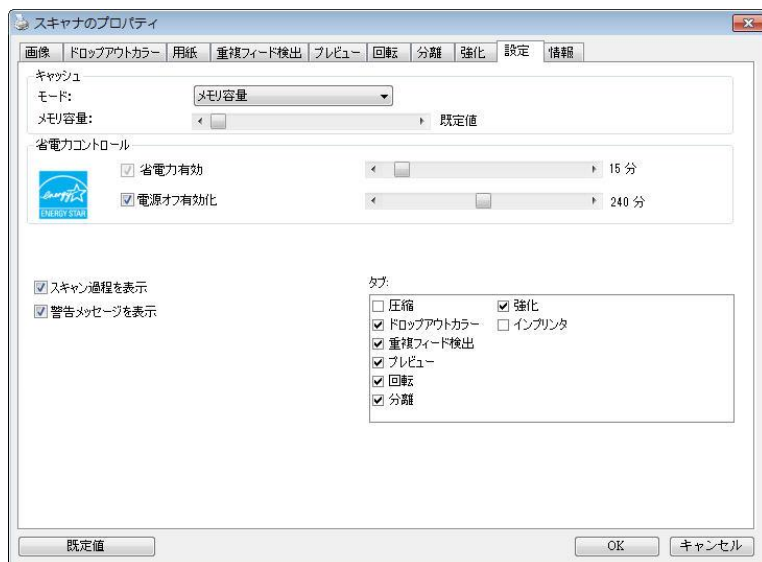 スキャナのプロパティ
画像 ドロップアウトカラー 用紙 重複フィード検出 プレビュー 回転 分離 強化 設定 情報
キャッシュ
モード: メモリ容量
メモリ容量: 既定値
省電力コントロール
省電力有効 15 分
energy
ENERGY STAR
電源オフ有効化 240 分
スキャン過程を表示
警告メッセージを表示
タブ:
圧縮 強化
ドロップアウトカラー インプリンタ
重複フィード検出
プレビュー
回転
分離
既定値 OK キャンセル